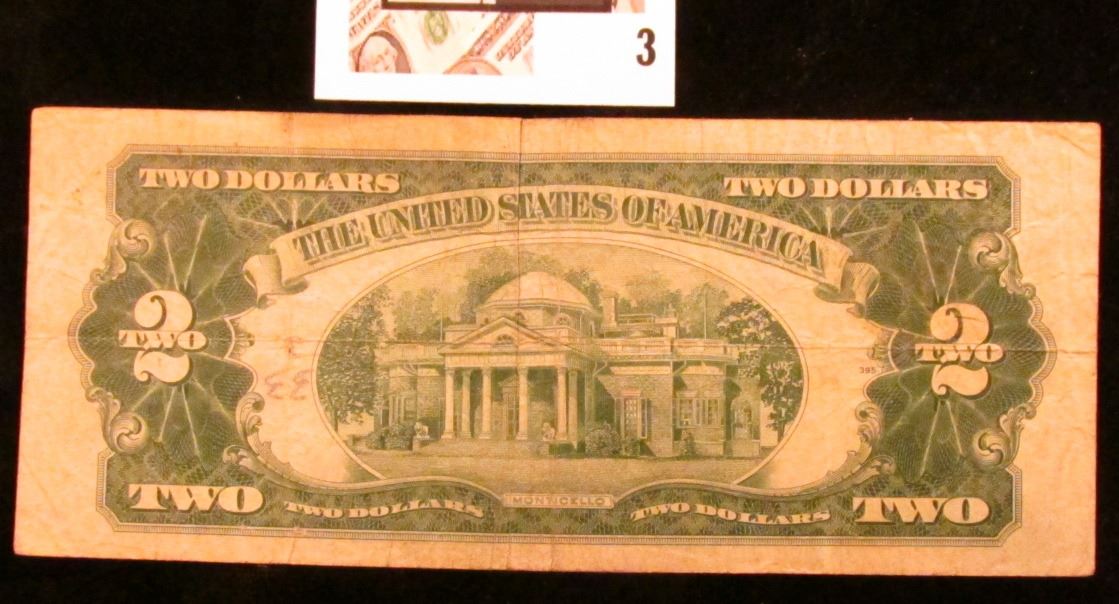 3
TWO DOLLARS TWO DOLLARS
THE UNITED STATES OF AMERICA
2 2
TWO TWO
395
TWO TWO DOLLARS MONTICELLO TWO DOLLARS TWO